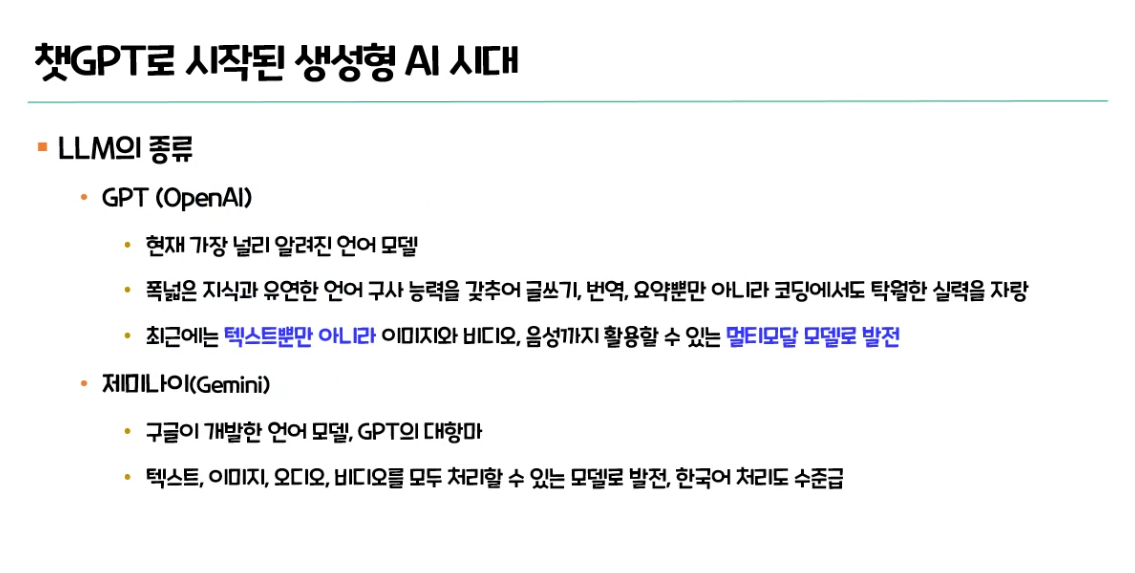 챗GPT로 시작된 생성형 AI 시대
▪ LLM의 종류
• GPT (OpenAI)
• 현재 가장 널리 알려진 언어 모델
• 폭넓은 지식과 유연한 언어 구사 능력을 갖추어 글쓰기, 번역, 요약뿐만 아니라 코딩에서도 탁월한 실력을 자랑
• 최근에는 텍스트뿐만 아니라 이미지와 비디오, 음성까지 활용할 수 있는 멀티모달 모델로 발전
• 제미나이(Gemini)
• 구글이 개발한 언어 모델, GPT의 대항마
• 텍스트, 이미지, 오디오, 비디오를 모두 처리할 수 있는 모델로 발전, 한국어 처리도 수준급